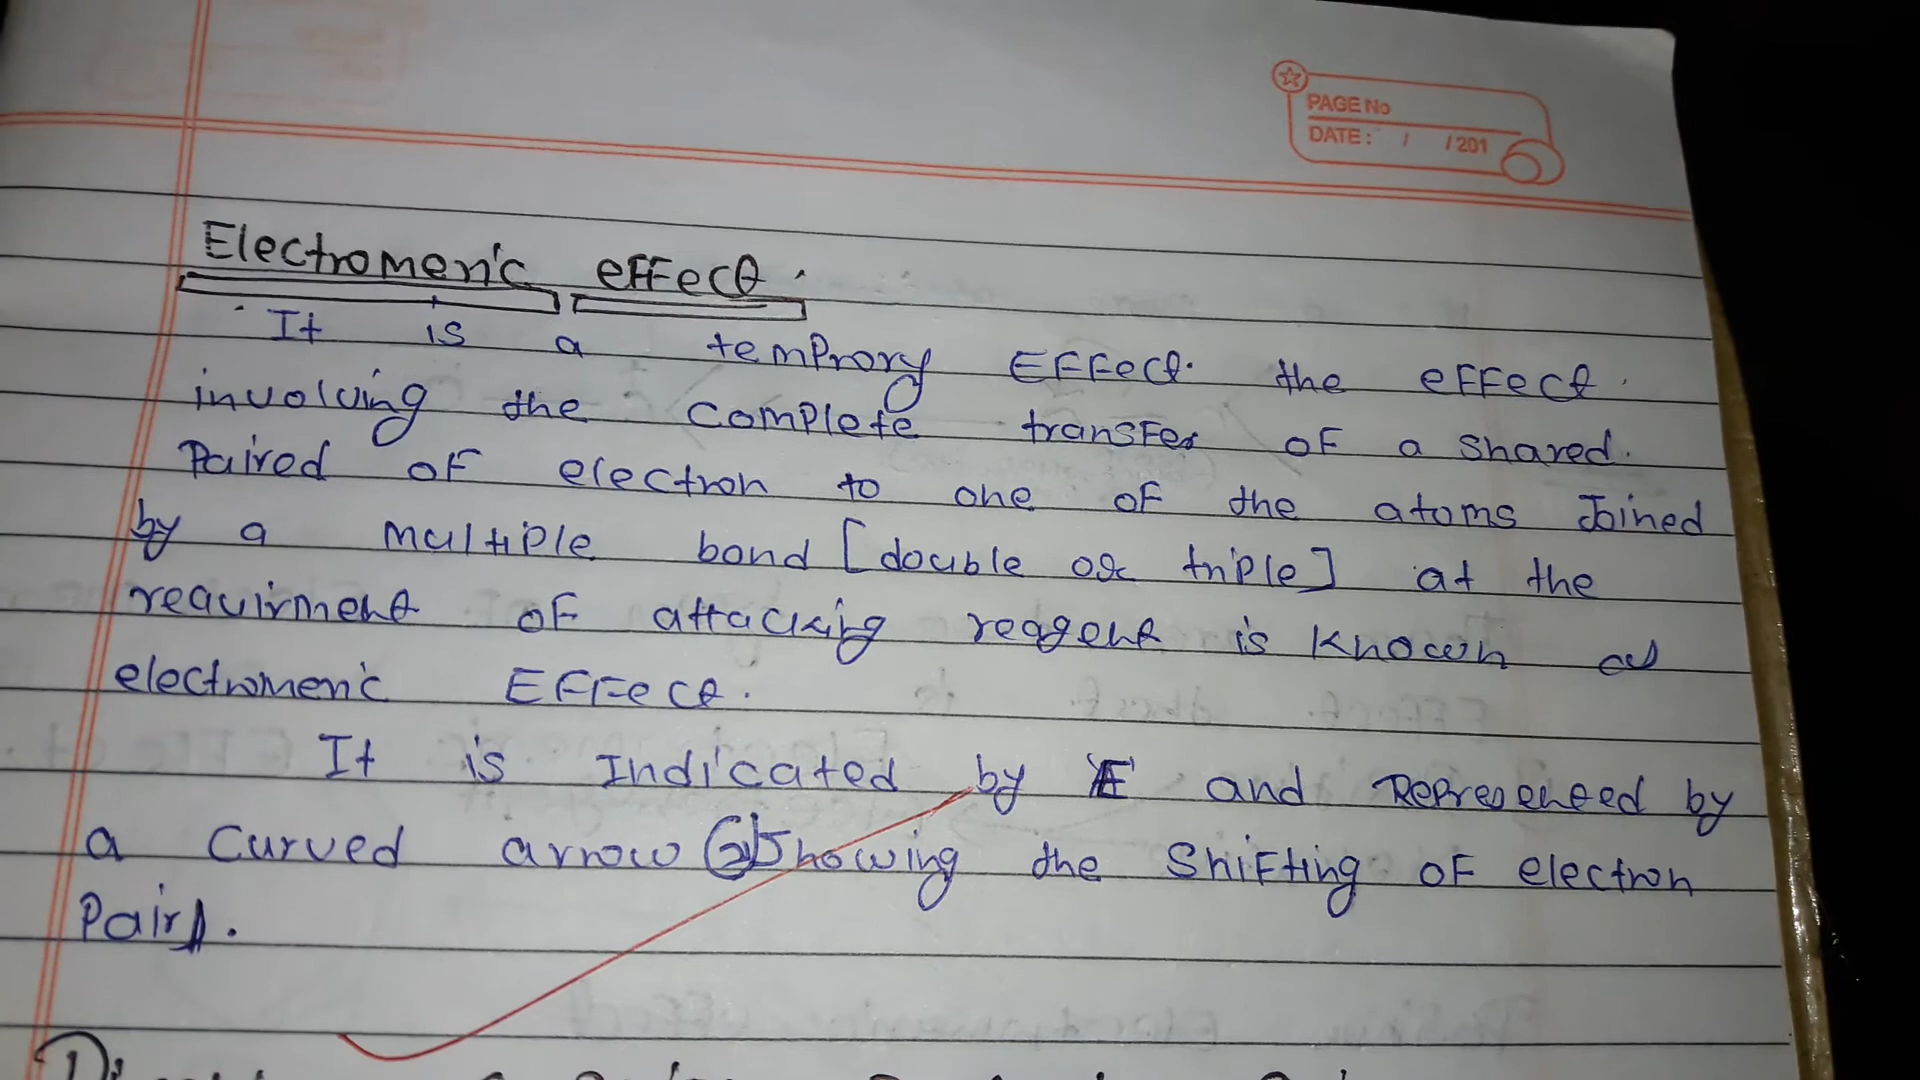 PAGE No
DATE: / /201
Electromeric effect.
It is a temprory Effect. the effect.
involving the complete transfer of a shared.
Paired of electron to one of the atoms Joined
by a multiple bond [double or triple] at the
requirment of attacking reagent is known as
electromeric Effect.
It is Indicated by 'E' and Represented by
a curved arrow showing the shifting of electron
Pair.